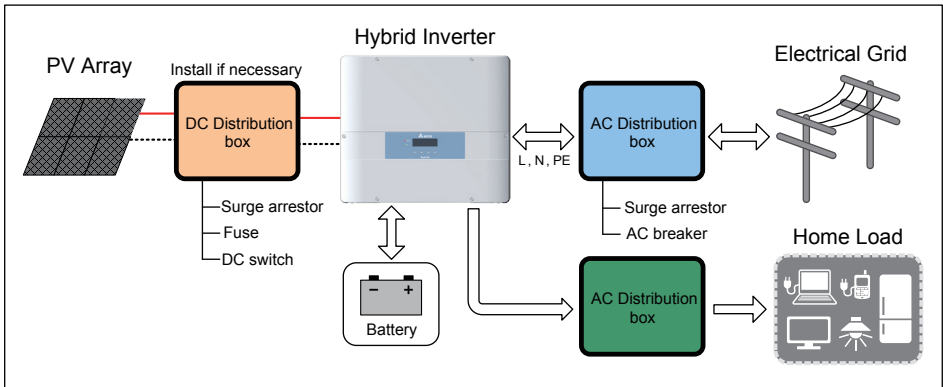 Hybrid Inverter
Electrical Grid
PV Array
Install if necessary
DC Distribution
box
AC Distribution
box
L , N , PE
Surge arrestor
Fuse
DC switch
Surge arrestor
AC breaker
Home Load
− +
Battery
AC Distribution
box